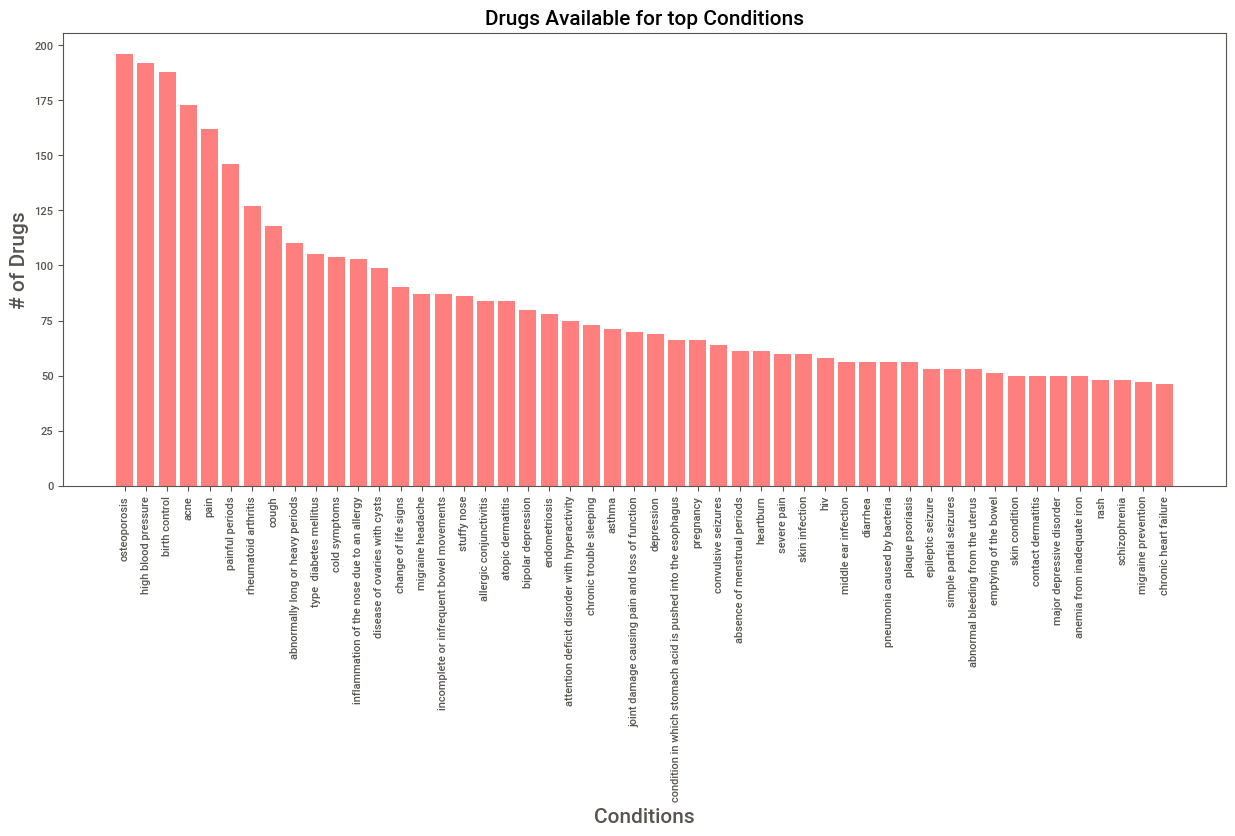 Drugs Available for top Conditions
# of Drugs
200
175
150
125
100
75
50
25
0
osteoporosis
high blood pressure
birth control
acne
pain
painful periods
rheumatoid arthritis
cough
abnormally long or heavy periods
type  diabetes mellitus
cold symptoms
inflammation of the nose due to an allergy
disease of ovaries with cysts
change of life signs
migraine headache
incomplete or infrequent bowel movements
stuffy nose
allergic conjunctivitis
atopic dermatitis
bipolar depression
endometriosis
attention deficit disorder with hyperactivity
chronic trouble sleeping
asthma
joint damage causing pain and loss of function
depression
condition in which stomach acid is pushed into the esophagus
pregnancy
convulsive seizures
absence of menstrual periods
heartburn
severe pain
skin infection
hiv
middle ear infection
diarrhea
pneumonia caused by bacteria
plaque psoriasis
epileptic seizure
simple partial seizures
abnormal bleeding from the uterus
emptying of the bowel
skin condition
contact dermatitis
major depressive disorder
anemia from inadequate iron
rash
schizophrenia
migraine prevention
chronic heart failure
Conditions